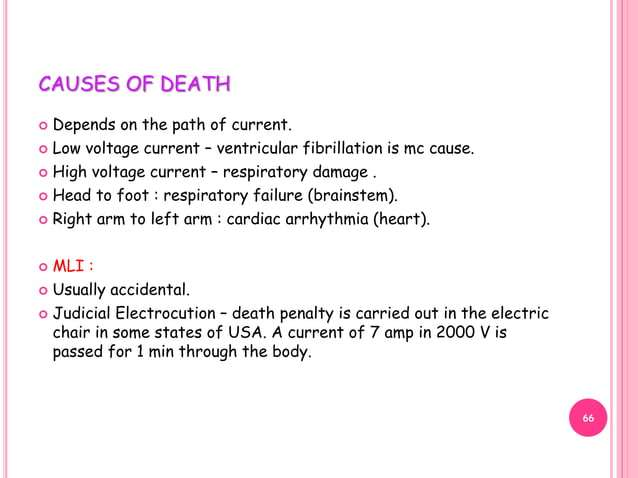 CAUSES OF DEATH
Depends on the path of current.
Low voltage current – ventricular fibrillation is mc cause.
High voltage current – respiratory damage .
Head to foot : respiratory failure (brainstem).
Right arm to left arm : cardiac arrhythmia (heart).
MLI :
Usually accidental.
Judicial Electrocution – death penalty is carried out in the electric
chair in some states of USA. A current of 7 amp in 2000 V is
passed for 1 min through the body.
66